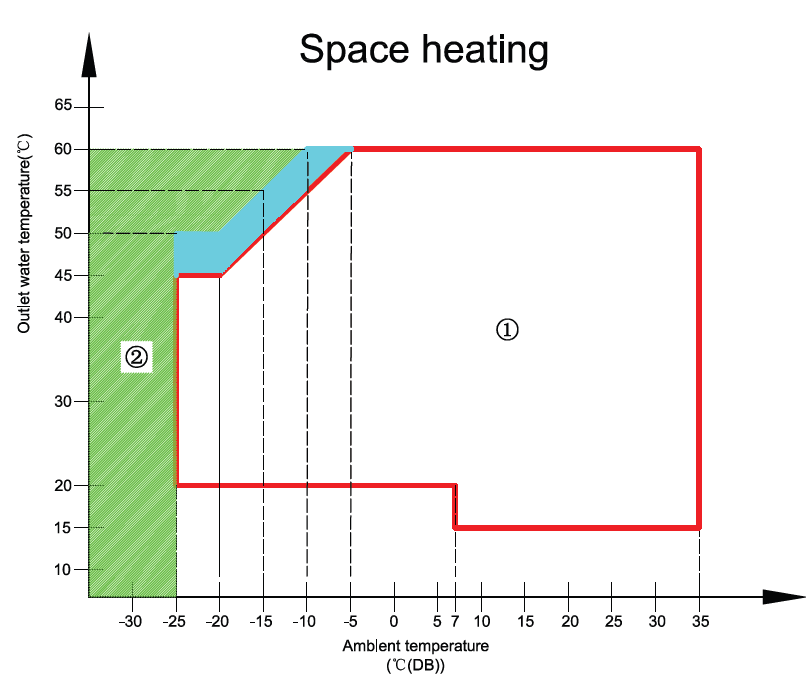 Space heating
Outlet water temperature(℃)
65
60
55
50
45
40
30
20
15
10
①
②
-30 -25 -20 -15 -10 -5 0 5 7 10 15 20 25 30 35
Ambient temperature
(℃(DB))